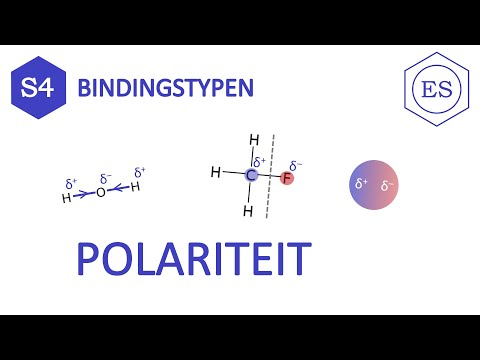 S4 BINDINGSTYPEN ES
H δ+ O δ− H δ+
H
H C δ+ F δ−
H
δ+ δ−
POLARITEIT